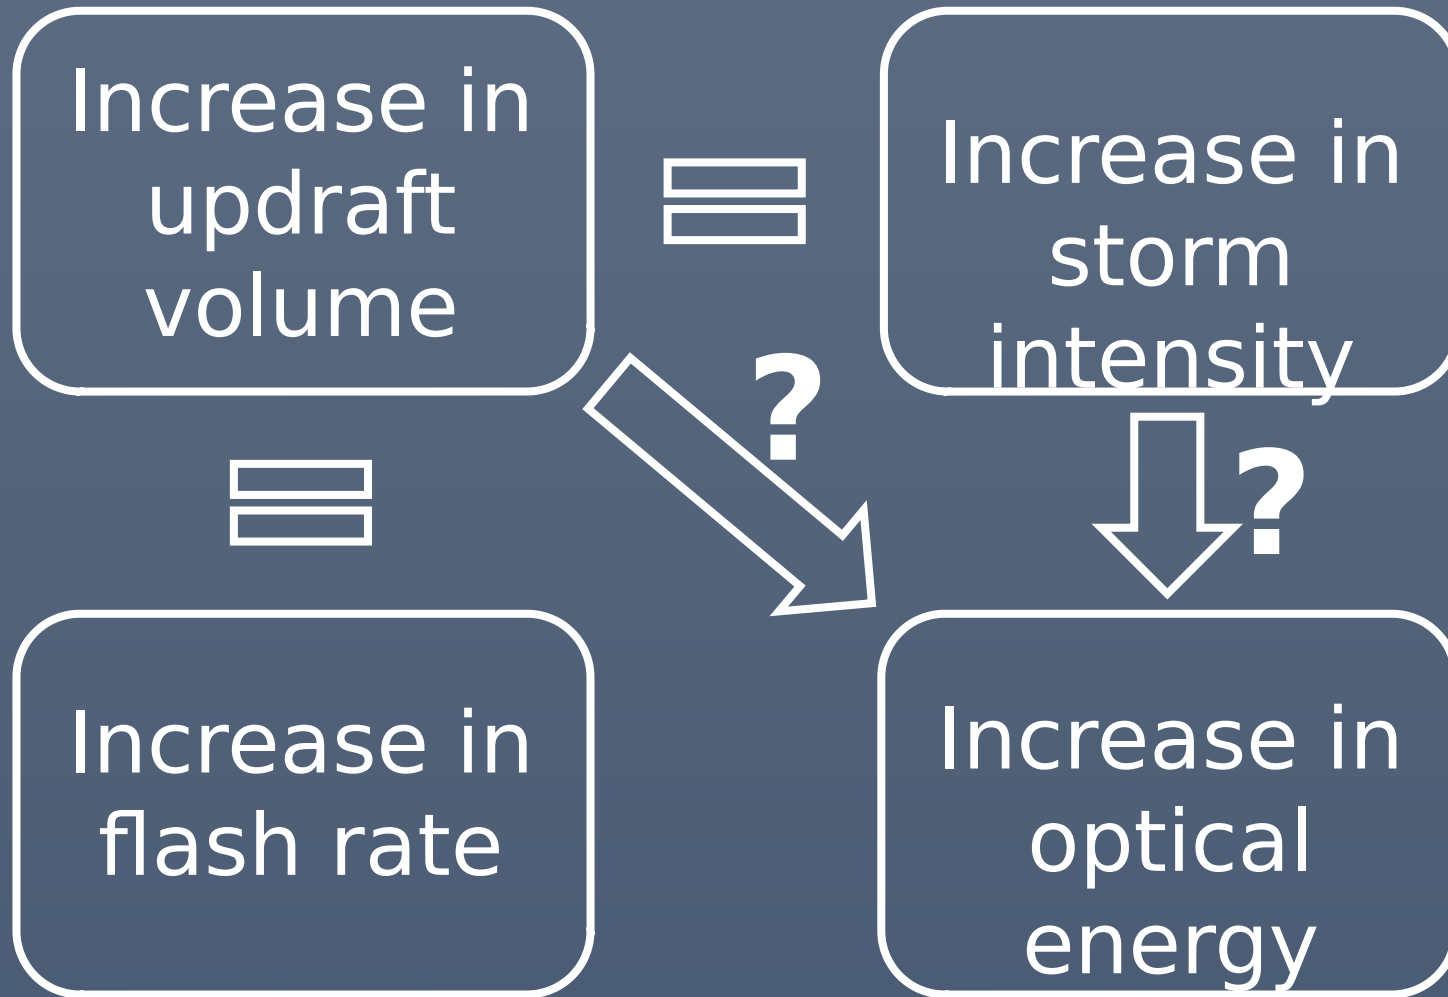 Increase in
updraft
volume
Increase in
storm
intensity
?
?
Increase in
flash rate
Increase in
optical
energy